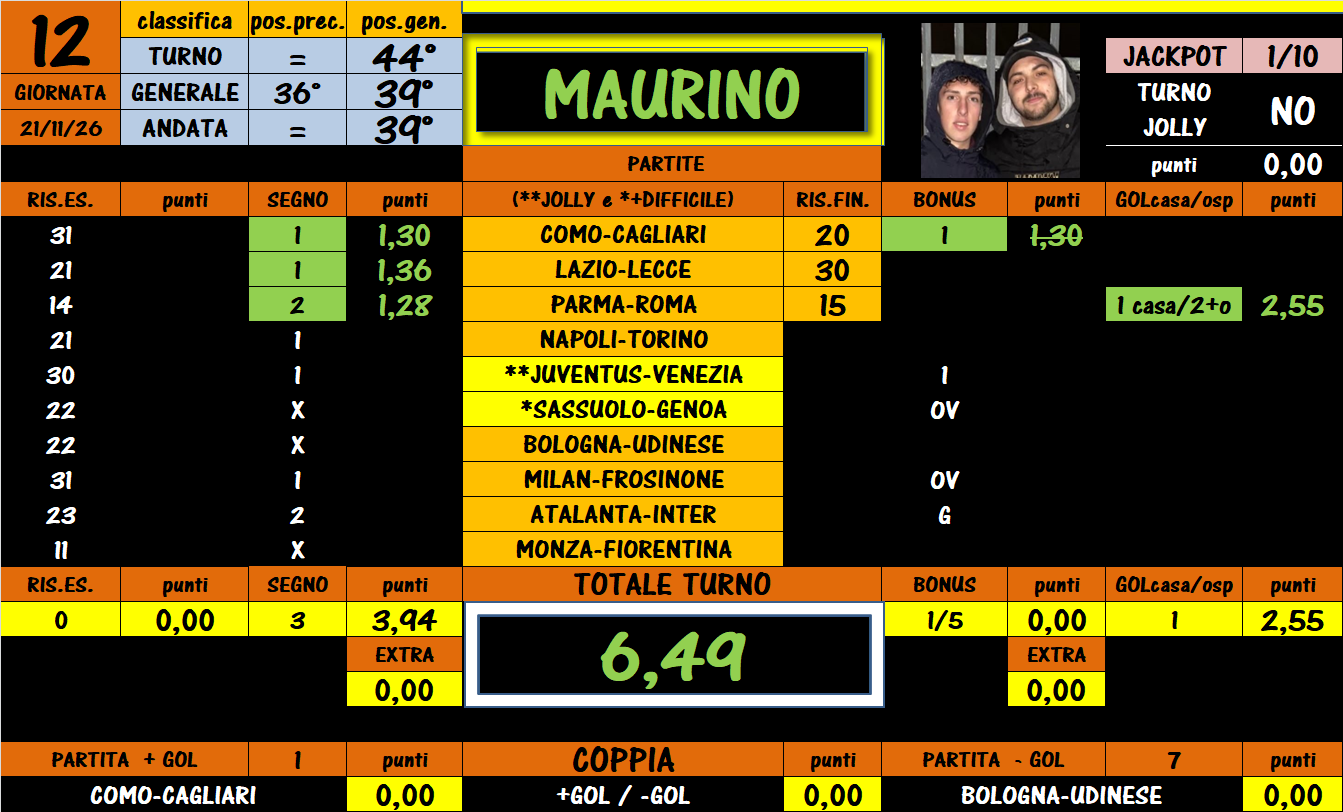 12 classifica pos.prec. pos.gen.
TURNO = 44°
GIORNATA GENERALE 36° 39°
21/11/26 ANDATA = 39°
MAURINO
JACKPOT 1/10
TURNO JOLLY NO
punti 0,00
PARTITE
RIS.ES. punti SEGNO punti (**JOLLY e *+DIFFICILE) RIS.FIN. BONUS punti GOLcasa/osp punti
31 1 1,30 COMO-CAGLIARI 20 1 1,30
21 1 1,36 LAZIO-LECCE 30
14 2 1,28 PARMA-ROMA 15 1 casa/2+o 2,55
21 1 NAPOLI-TORINO
30 1 **JUVENTUS-VENEZIA 1
22 X *SASSUOLO-GENOA OV
22 X BOLOGNA-UDINESE
31 1 MILAN-FROSINONE OV
23 2 ATALANTA-INTER G
11 X MONZA-FIORENTINA
RIS.ES. punti SEGNO punti TOTALE TURNO BONUS punti GOLcasa/osp punti
0 0,00 3 3,94 6,49 1/5 0,00 1 2,55
EXTRA EXTRA
0,00 0,00
PARTITA + GOL 1 punti COPPIA punti PARTITA - GOL 7 punti
COMO-CAGLIARI 0,00 +GOL / -GOL 0,00 BOLOGNA-UDINESE 0,00